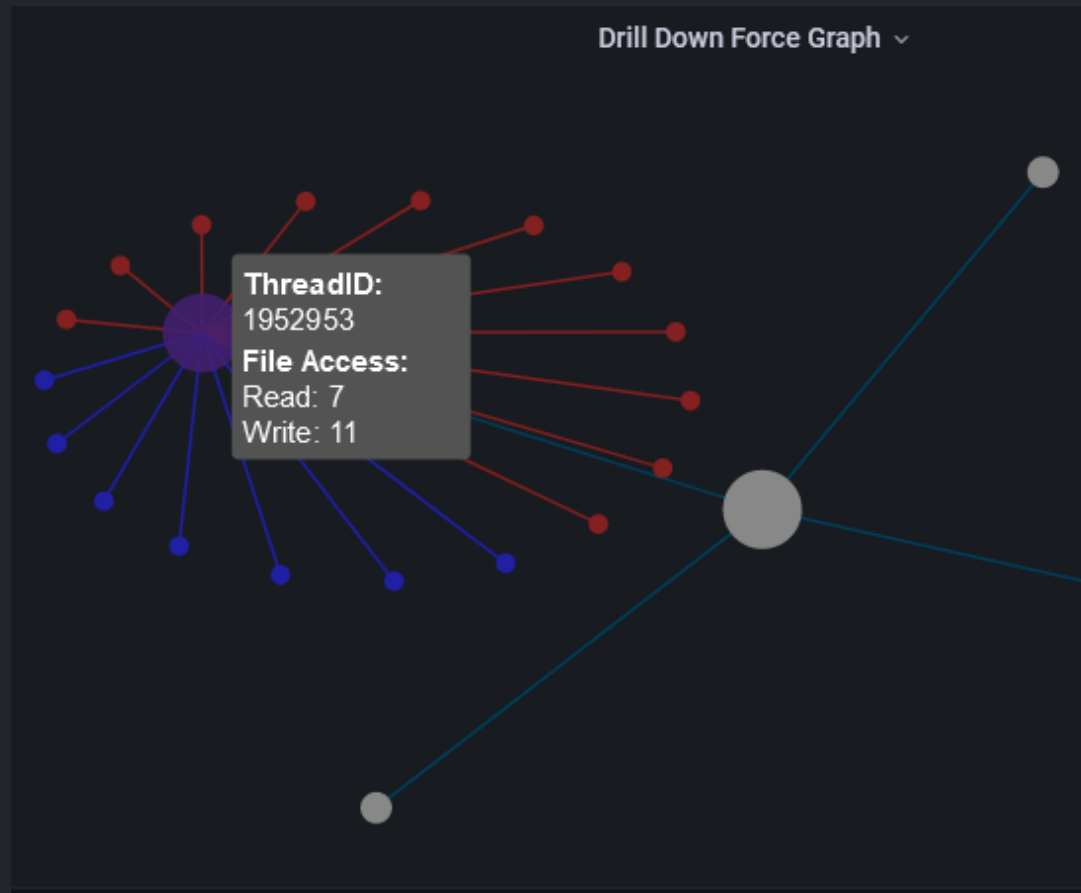 Drill Down Force Graph
ThreadID:
1952953
File Access:
Read: 7
Write: 11